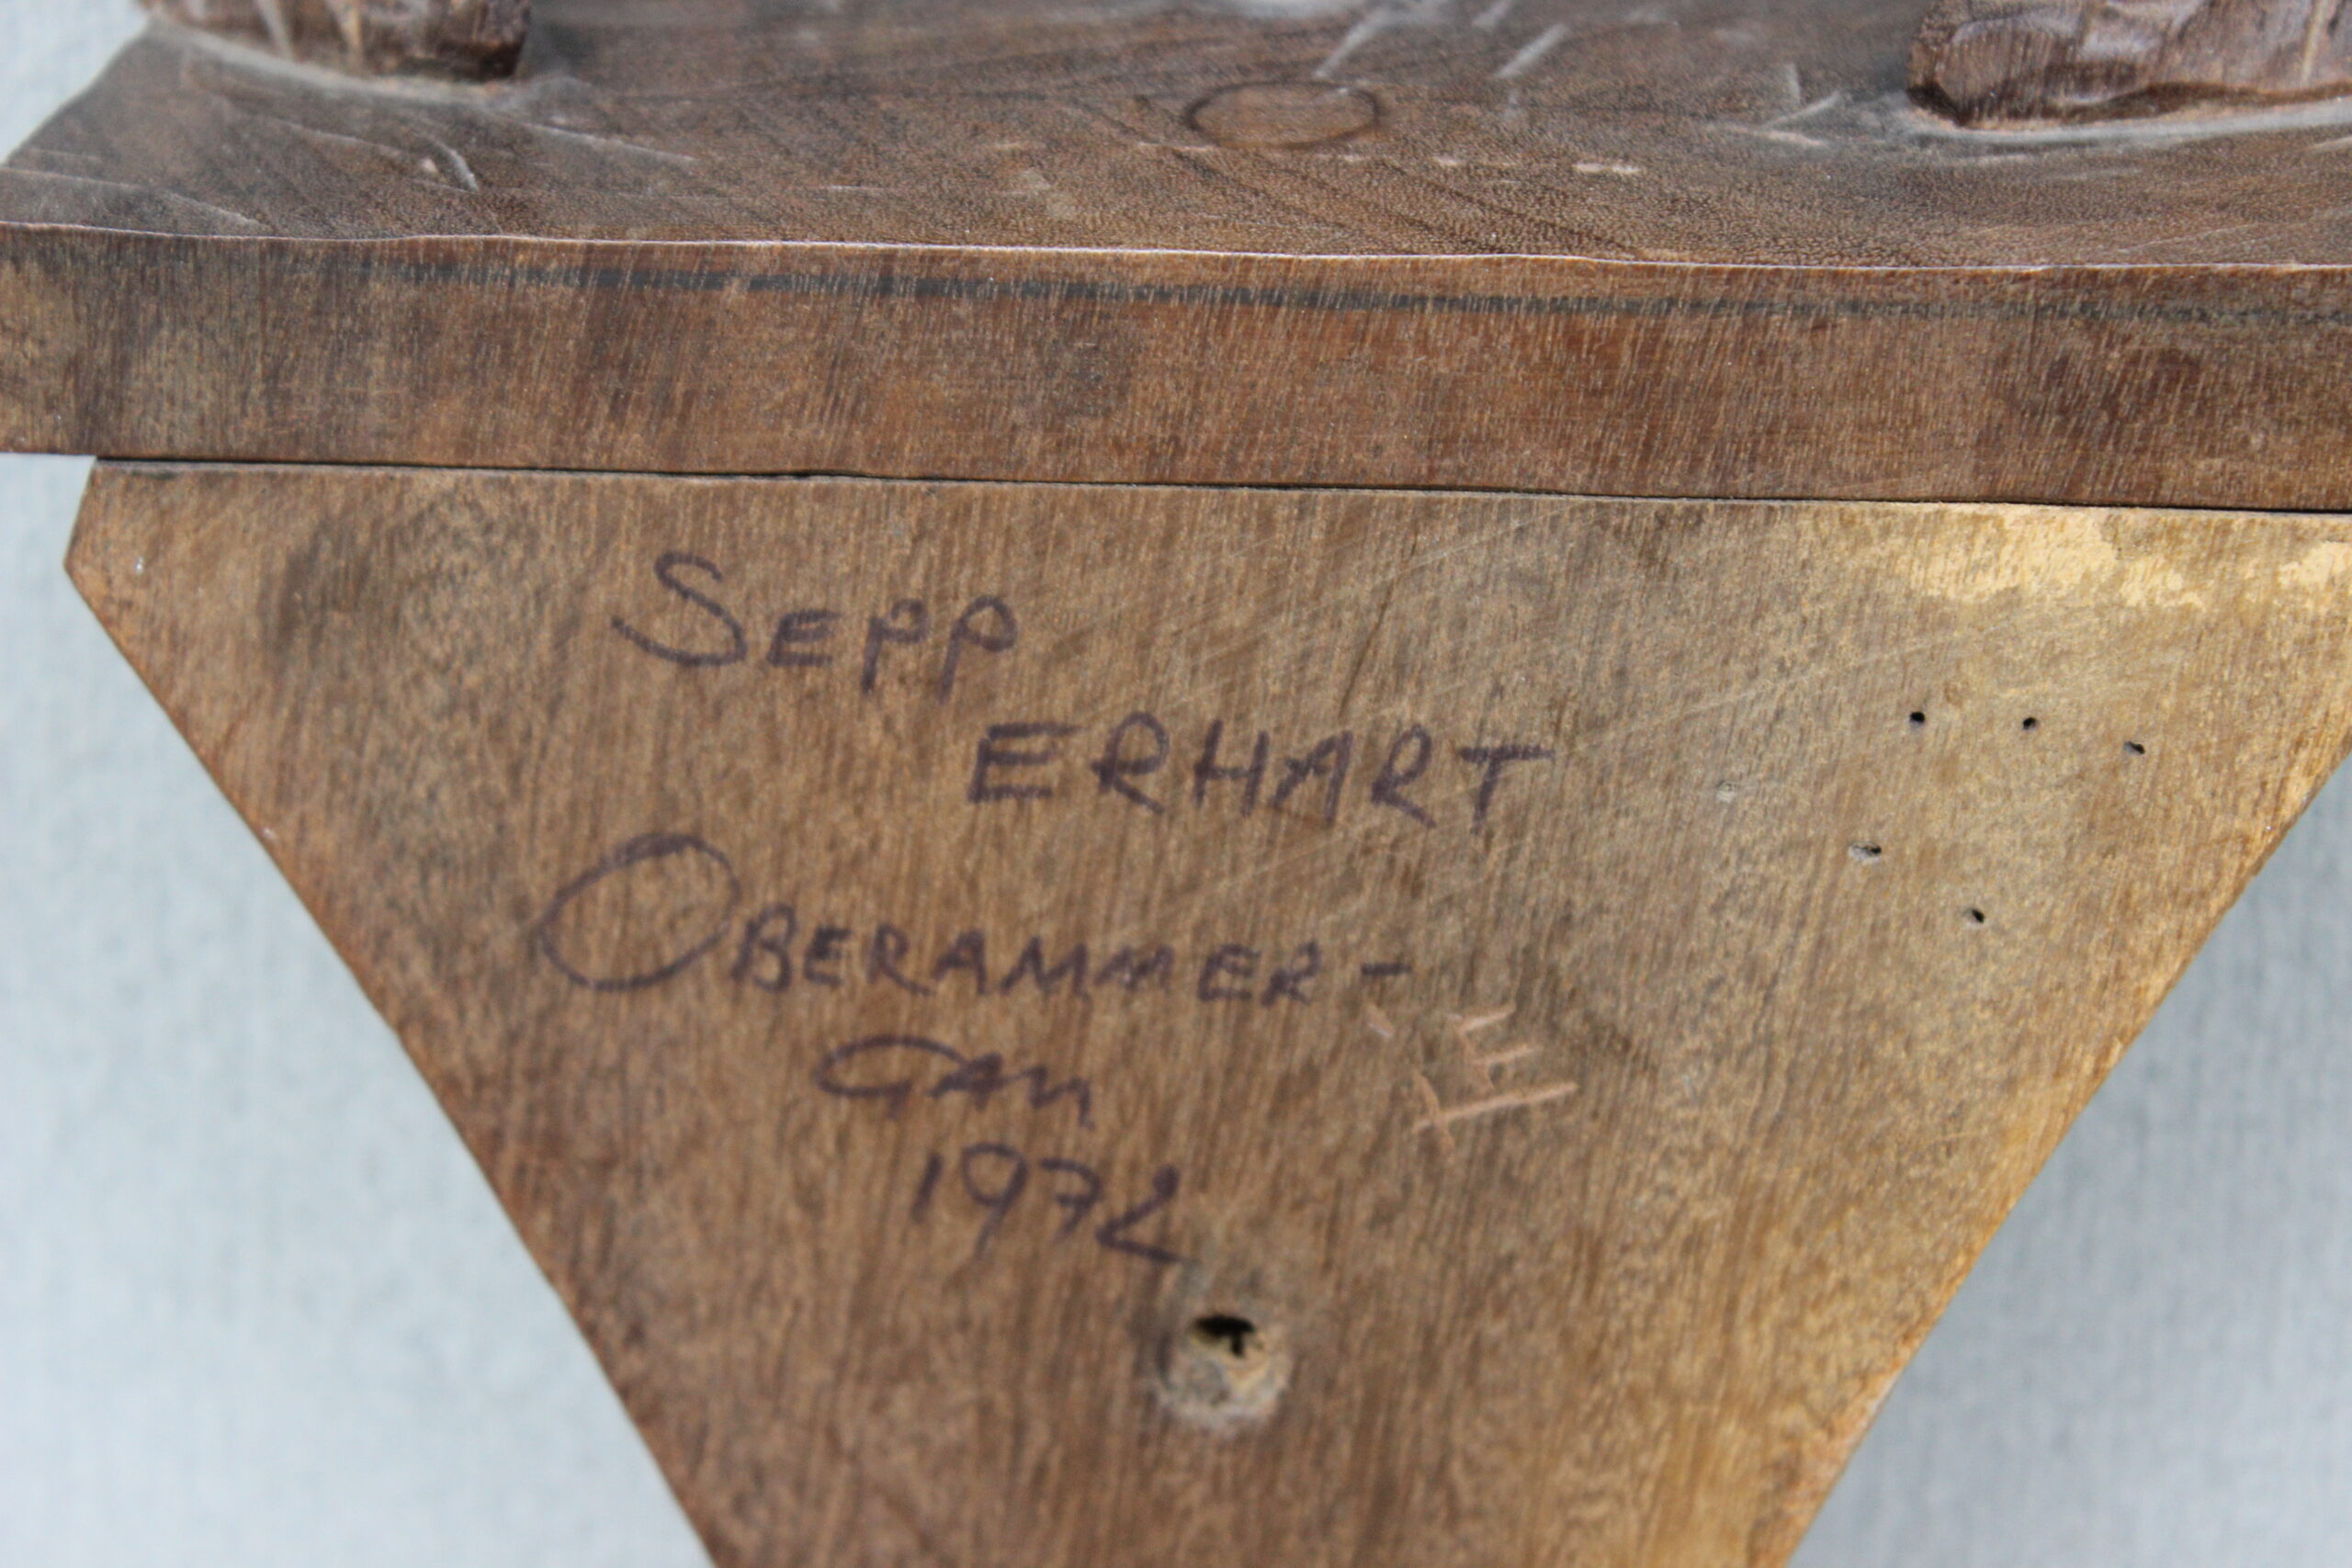 Sepp
ERHART
OBERAMMER-
GAU
1972